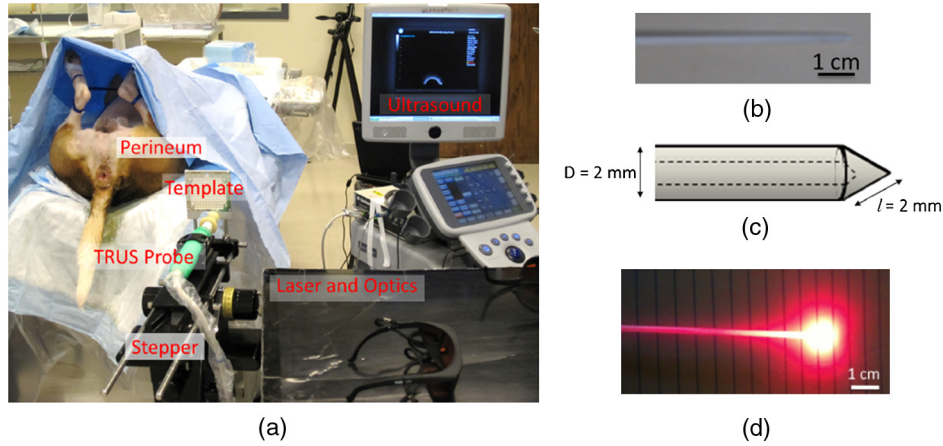 Ultrasound
Perineum
Template
TRUS Probe
Laser and Optics
Stepper
(a)
1 cm
(b)
D = 2 mm
l = 2 mm
(c)
1 cm
(d)